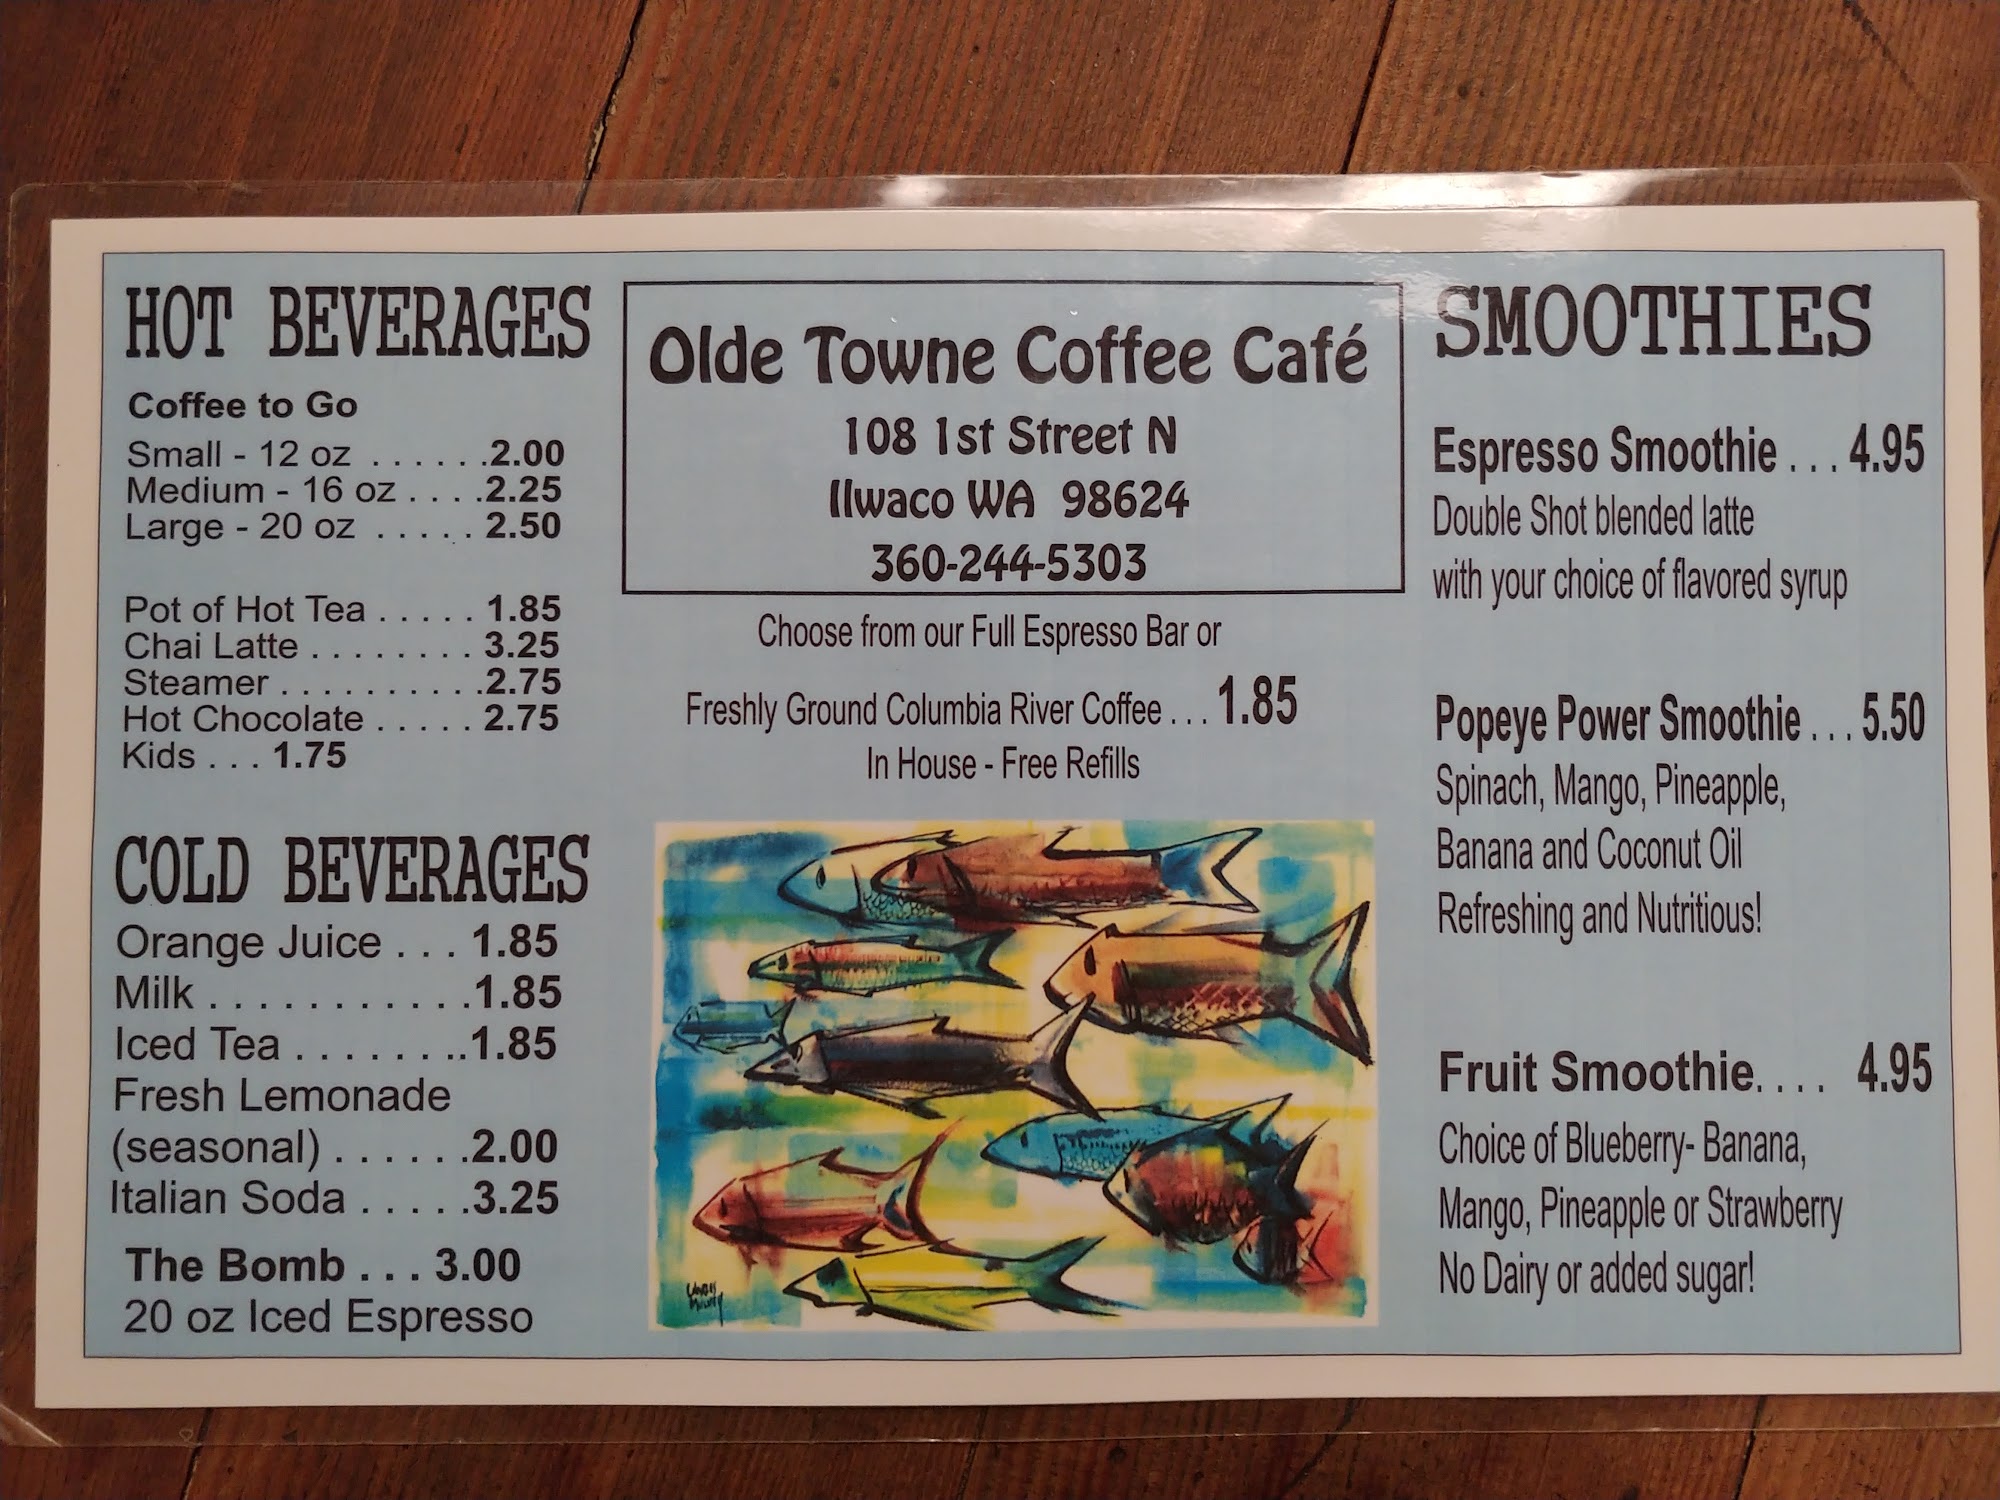 HOT BEVERAGES
Coffee to Go
Small - 12 oz . . . . . .2.00
Medium - 16 oz . . . .2.25
Large - 20 oz . . . . . 2.50
Pot of Hot Tea . . . . . 1.85
Chai Latte . . . . . . . . 3.25
Steamer . . . . . . . . . .2.75
Hot Chocolate . . . . . 2.75
Kids . . . 1.75
COLD BEVERAGES
Orange Juice . . . 1.85
Milk . . . . . . . . . . .1.85
Iced Tea . . . . . . . ..1.85
Fresh Lemonade
(seasonal) . . . . . .2.00
Italian Soda . . . . .3.25
The Bomb . . . 3.00
20 oz Iced Espresso
Olde Towne Coffee Café
108 1st Street N
Ilwaco WA 98624
360-244-5303
Choose from our Full Espresso Bar or
Freshly Ground Columbia River Coffee . . . 1.85
In House - Free Refills
SMOOTHIES
Espresso Smoothie . . . 4.95
Double Shot blended latte
with your choice of flavored syrup
Popeye Power Smoothie . . . 5.50
Spinach, Mango, Pineapple,
Banana and Coconut Oil
Refreshing and Nutritious!
Fruit Smoothie. . . . 4.95
Choice of Blueberry- Banana,
Mango, Pineapple or Strawberry
No Dairy or added sugar!